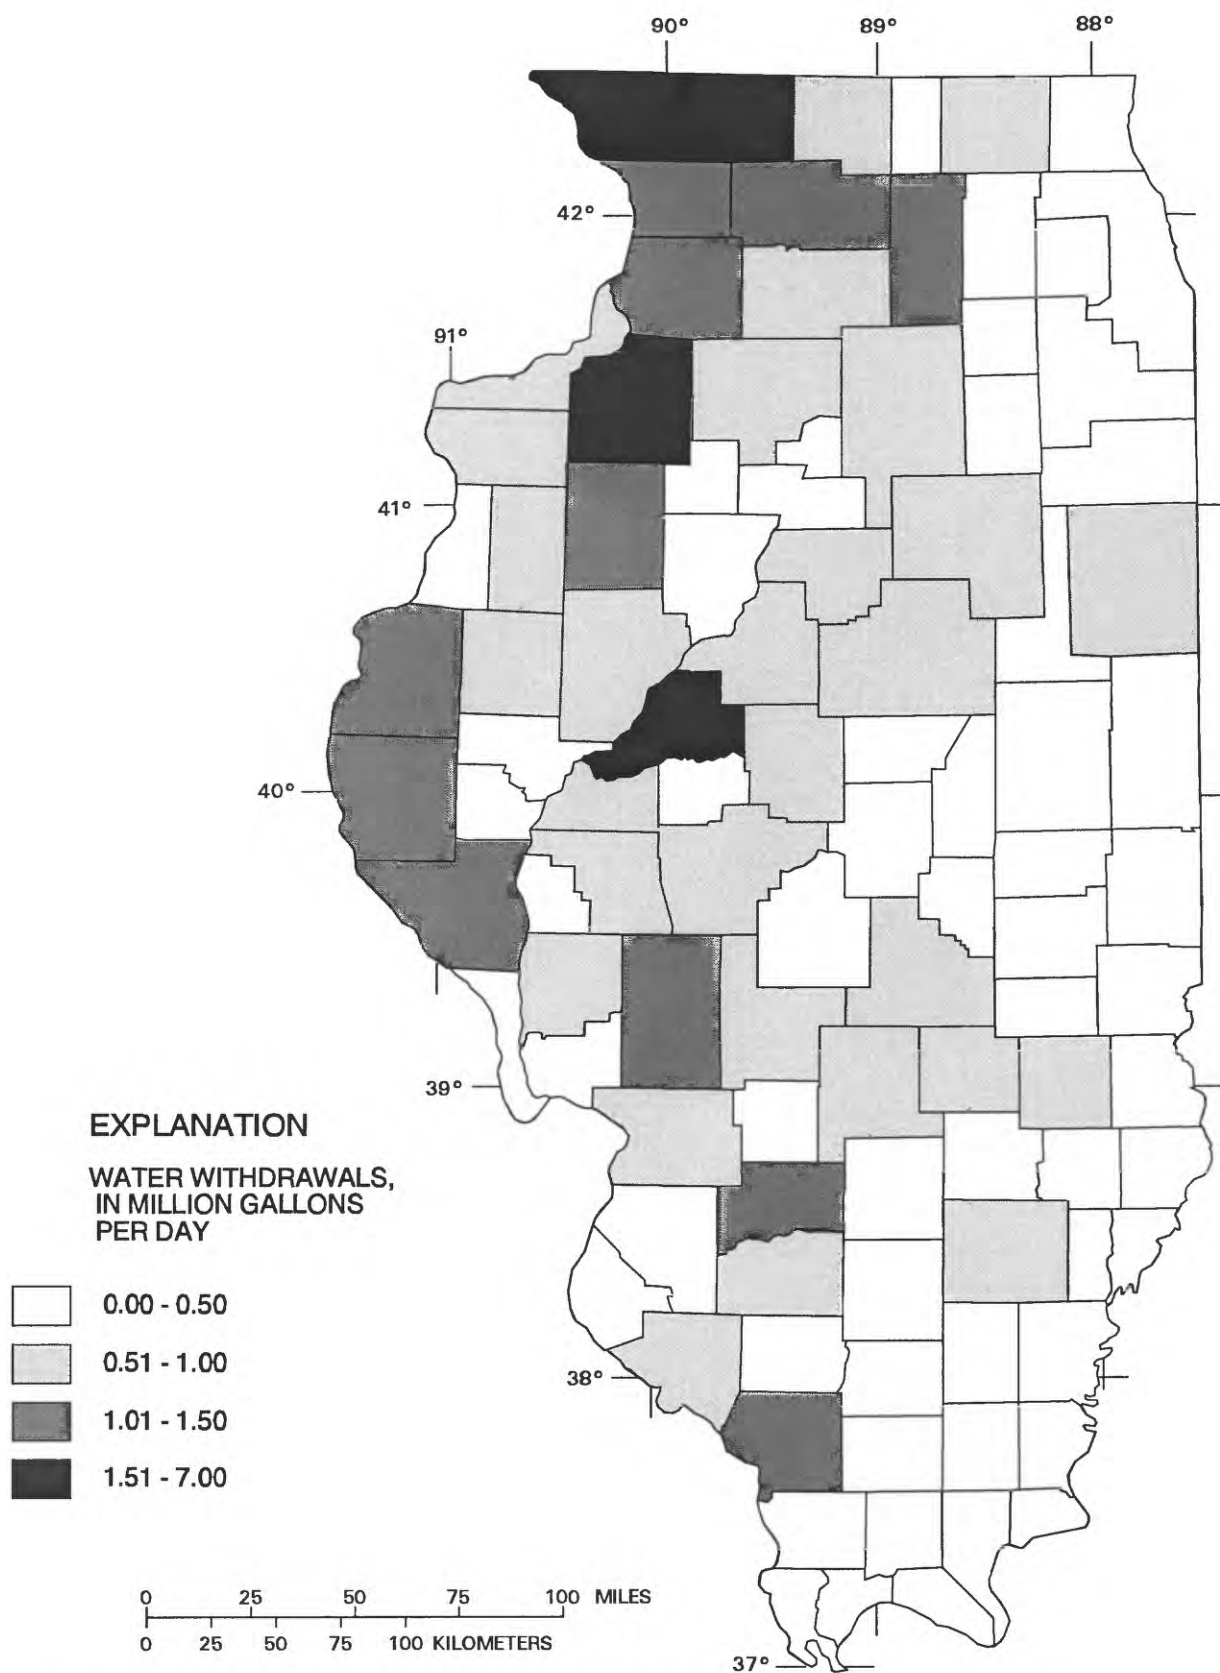 90° 89° 88°
42°
91°
41°
40°
39°
EXPLANATION
WATER WITHDRAWALS,
IN MILLION GALLONS
PER DAY
0.00 - 0.50
0.51 - 1.00
38°
1.01 - 1.50
1.51 - 7.00
0 25 50 75 100 MILES
0 25 50 75 100 KILOMETERS
37°